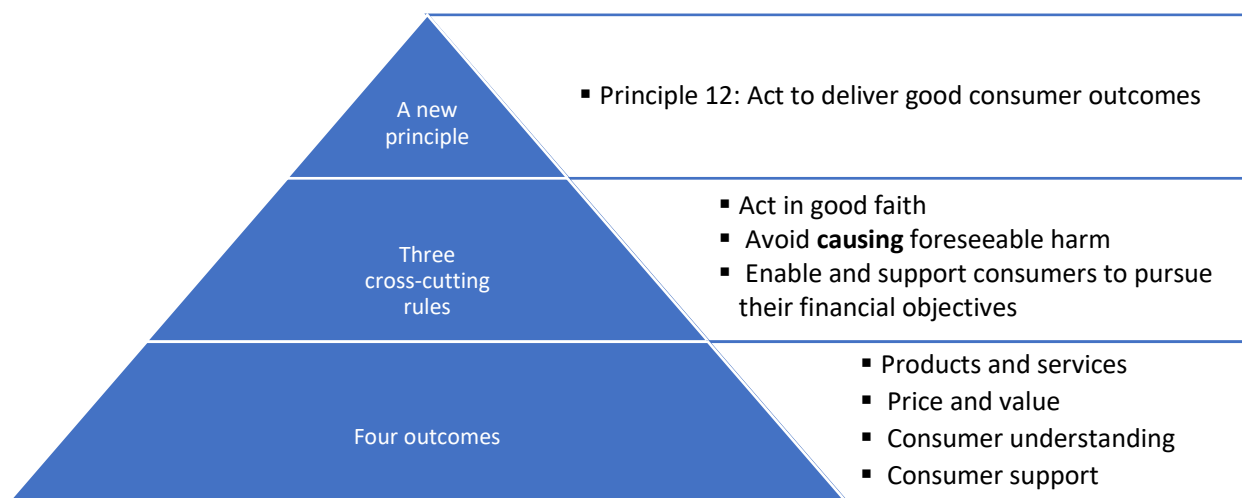 A new
principle
▪ Principle 12: Act to deliver good consumer outcomes
Three
cross-cutting
rules
▪ Act in good faith
▪ Avoid causing foreseeable harm
▪ Enable and support consumers to pursue
their financial objectives
Four outcomes
▪ Products and services
▪ Price and value
▪ Consumer understanding
▪ Consumer support